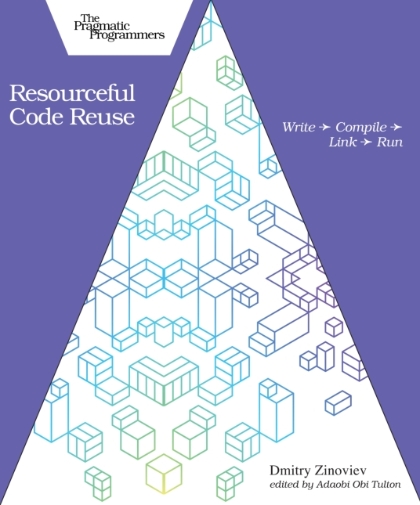 The
Pragmatic
Programmers
Resourceful
Code Reuse
Write → Compile →
Link → Run
Dmitry Zinoviev
edited by Adaobi Obi Tulton